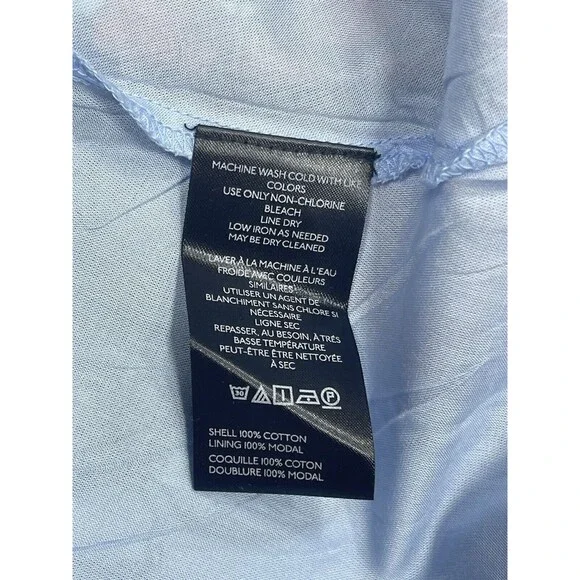 MACHINE WASH COLD WITH LIKE
COLORS
USE ONLY NON-CHLORINE
BLEACH
LINE DRY
LOW IRON AS NEEDED
MAY BE DRY CLEANED
LAVER À LA MACHINE À L'EAU
FROIDE AVEC COULEURS
SIMILAIRES
UTILISER UN AGENT DE
BLANCHIMENT SANS CHLORE SI
NÉCESSAIRE
LIGNE SEC
REPASSER, AU BESOIN, À TRÈS
BASSE TEMPÉRATURE
PEUT-ÊTRE ÊTRE NETTOYÉE
À SEC
30 P
SHELL 100% COTTON
LINING 100% MODAL
COQUILLE 100% COTON
DOUBLURE 100% MODAL